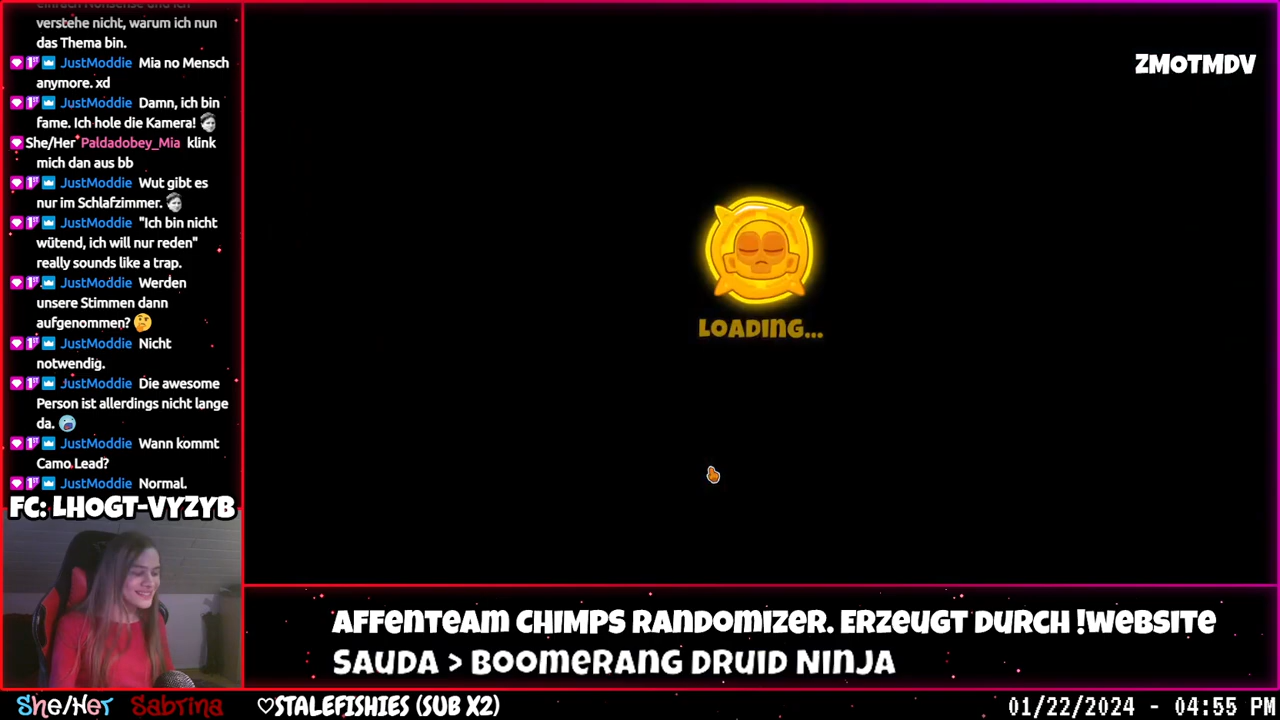 einfach Nonsense und ich
verstehe nicht, warum ich nun
das Thema bin.
JustModdie Mia no Mensch
anymore. xd
JustModdie Damn, ich bin
fame. Ich hole die Kamera!
She/Her Paldadobey_Mia klink
mich dan aus bb
JustModdie Wut gibt es
nur im Schlafzimmer.
JustModdie "Ich bin nicht
wütend, ich will nur reden"
really sounds like a trap.
JustModdie Werden
unsere Stimmen dann
aufgenommen?
JustModdie Nicht
notwendig.
JustModdie Die awesome
Person ist allerdings nicht lange
da.
JustModdie Wann kommt
Camo Lead?
JustModdie Normal.
FC: LHOGT-VYZYB
ZMOTMDV
LOADING...
AFFENTEAM CHIMPS RANDOMIZER. ERZEUGT DURCH !WEBSITE
SAUDA > BOOMERANG DRUID NINJA
She/Her Sabrina
♡STALEFISHIES (SUB X2)
01/22/2024 - 04:55 PM